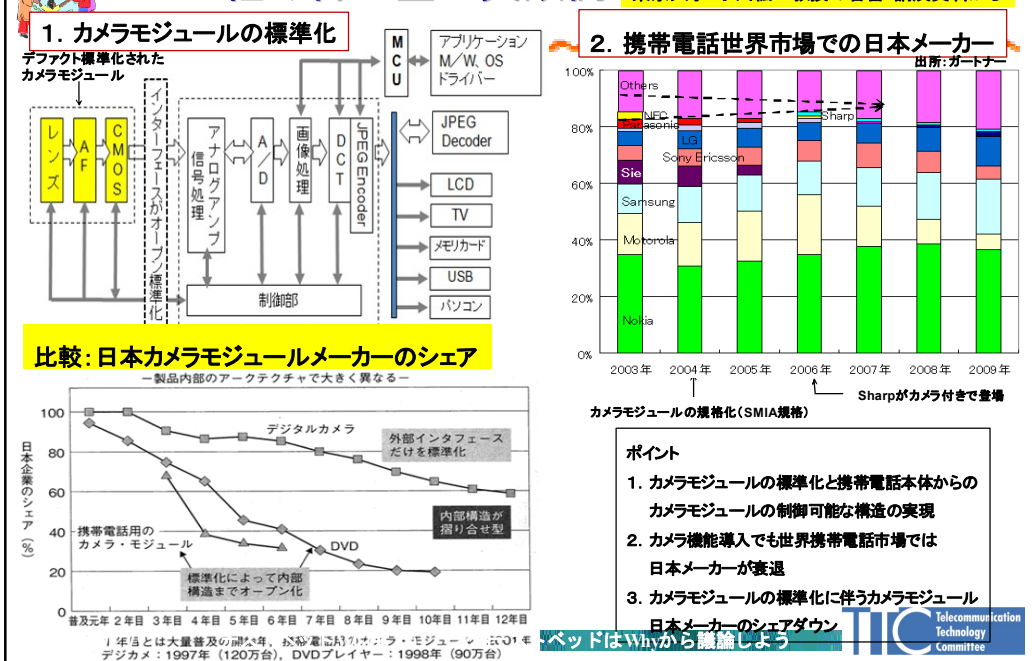 1. カメラモジュールの標準化
デファクト標準化された
カメラモジュール
レンズ
AF
CMOS
インターフェースがオープン標準化
アナログアンプ
信号処理
A/D
画像処理
DCT
JPEG Encoder
制御部
MCU
アプリケーション
M/W、OS
ドライバー
JPEG
Decoder
LCD
TV
メモリカード
USB
パソコン
2. 携帯電話世界市場での日本メーカー
出所：ガートナー
100%
80%
60%
40%
20%
0%
Others
NEC
Panasonic
Sharp
LG
Sony Ericsson
Sie
Samsung
Motorola
Nokia
2003年
2004年
2005年
2006年
2007年
2008年
2009年
Sharpがカメラ付きで登場
カメラモジュールの規格化（SMIA規格）
比較：日本カメラモジュールメーカーのシェア
－製品内部のアークテクチャで大きく異なる－
日本企業のシェア（％）
100
80
60
40
20
0
デジタルカメラ
外部インタフェース
だけを標準化
内部構造が
摺り合せ型
携帯電話用の
カメラ・モジュール
DVD
標準化によって内部
構造までオープン化
普及元年 2年目 3年目 4年目 5年目 6年目 7年目 8年目 9年目 10年目 11年目 12年目
デジカメ：1997年（120万台），DVDプレイヤー：1998年（90万台）
ポイント
1. カメラモジュールの標準化と携帯電話本体からの
カメラモジュールの制御可能な構造の実現
2. カメラ機能導入でも世界携帯電話市場では
日本メーカーが衰退
3. カメラモジュールの標準化に伴うカメラモジュール
日本メーカーのシェアダウン
ベッドはWhyから議論しよう
TTC
Telecommunication
Technology
Committee